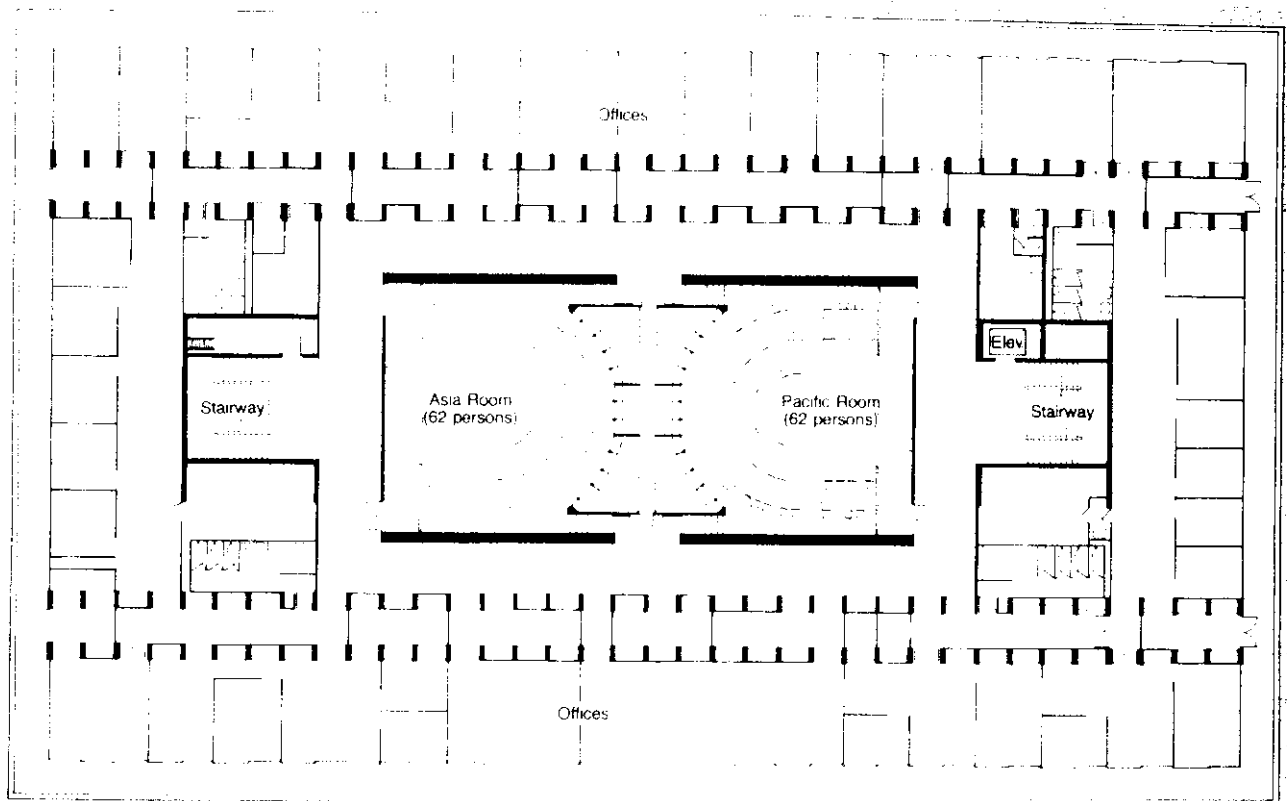 Offices
Elev.
Stairway
Asia Room
(62 persons)
Pacific Room
(62 persons)
Stairway
Offices